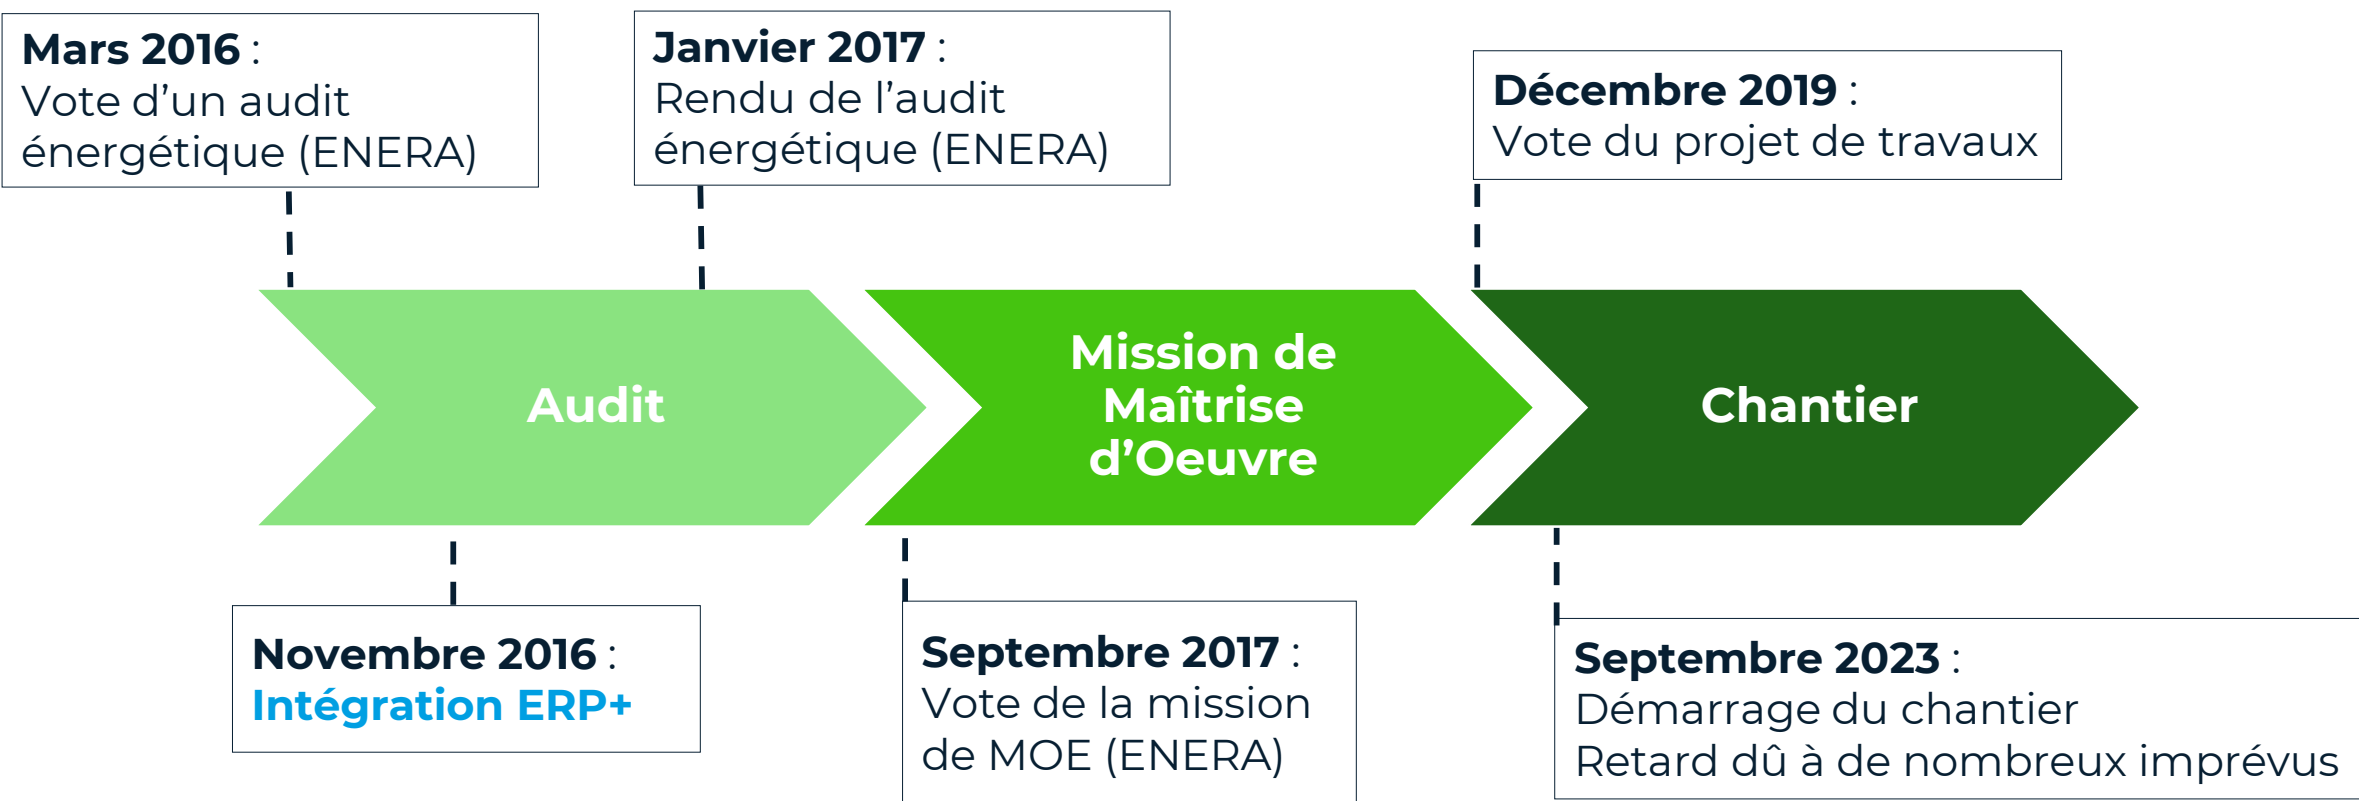 Mars 2016 :
Vote d’un audit
énergétique (ENERA)
Janvier 2017 :
Rendu de l’audit
énergétique (ENERA)
Décembre 2019 :
Vote du projet de travaux
Audit
Mission de
Maîtrise
d’Oeuvre
Chantier
Novembre 2016 :
Intégration ERP+
Septembre 2017 :
Vote de la mission
de MOE (ENERA)
Septembre 2023 :
Démarrage du chantier
Retard dû à de nombreux imprévus